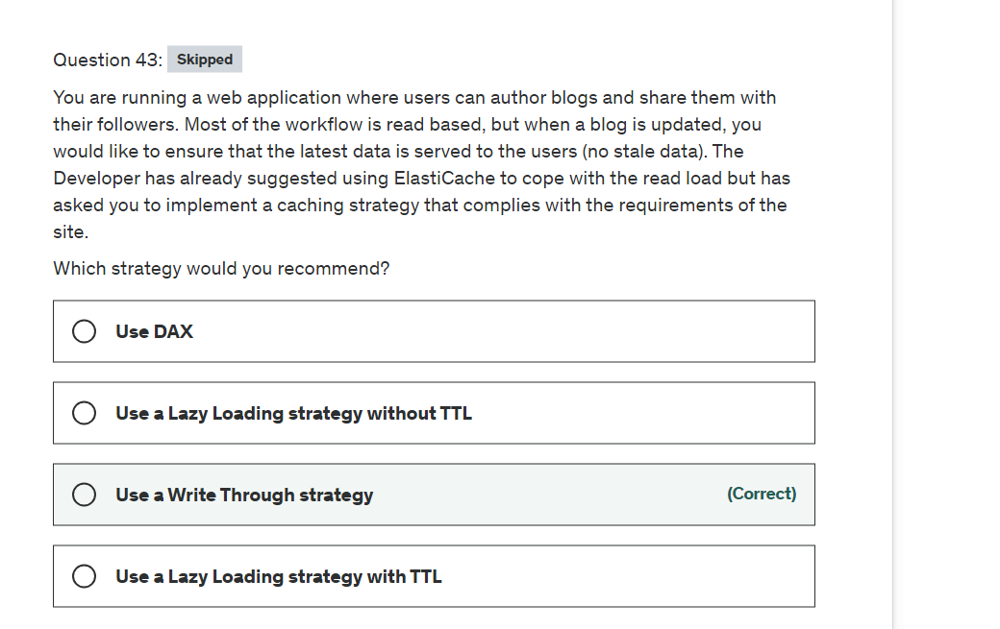 Question 43: Skipped
You are running a web application where users can author blogs and share them with
their followers. Most of the workflow is read based, but when a blog is updated, you
would like to ensure that the latest data is served to the users (no stale data). The
Developer has already suggested using ElastiCache to cope with the read load but has
asked you to implement a caching strategy that complies with the requirements of the
site.
Which strategy would you recommend?
Use DAX
Use a Lazy Loading strategy without TTL
Use a Write Through strategy (Correct)
Use a Lazy Loading strategy with TTL